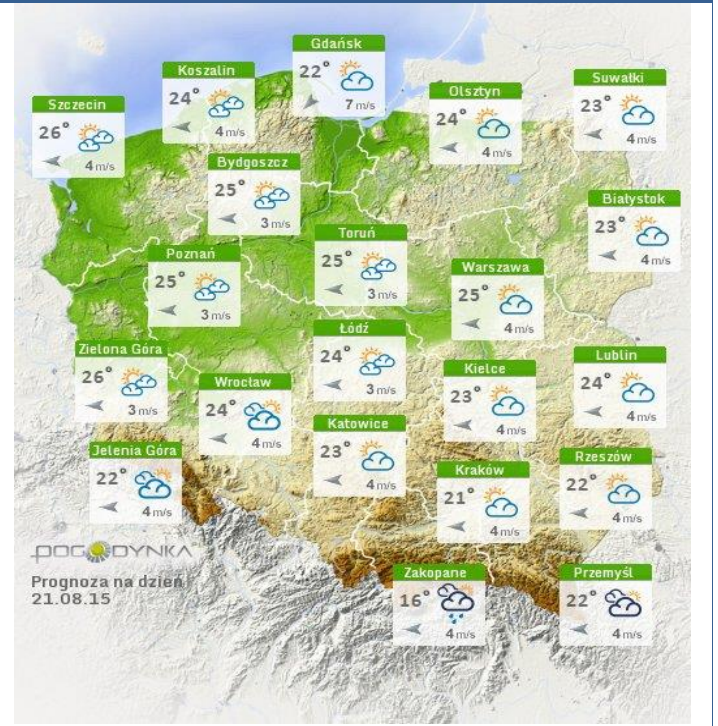 Gdańsk
22°
7 m/s
Koszalin
24°
4 m/s
Suwałki
23°
4 m/s
Olsztyn
24°
4 m/s
Szczecin
26°
4 m/s
Bydgoszcz
25°
3 m/s
Białystok
23°
4 m/s
Toruń
25°
3 m/s
Poznań
25°
3 m/s
Warszawa
25°
4 m/s
Łódź
24°
3 m/s
Zielona Góra
26°
3 m/s
Lublin
24°
4 m/s
Kielce
23°
4 m/s
Wrocław
24°
4 m/s
Katowice
23°
4 m/s
Jelenia Góra
22°
4 m/s
Rzeszów
22°
4 m/s
Kraków
21°
4 m/s
POGODYNKA
Prognoza na dzień
21.08.15
Zakopane
16°
4 m/s
Przemyśl
22°
4 m/s